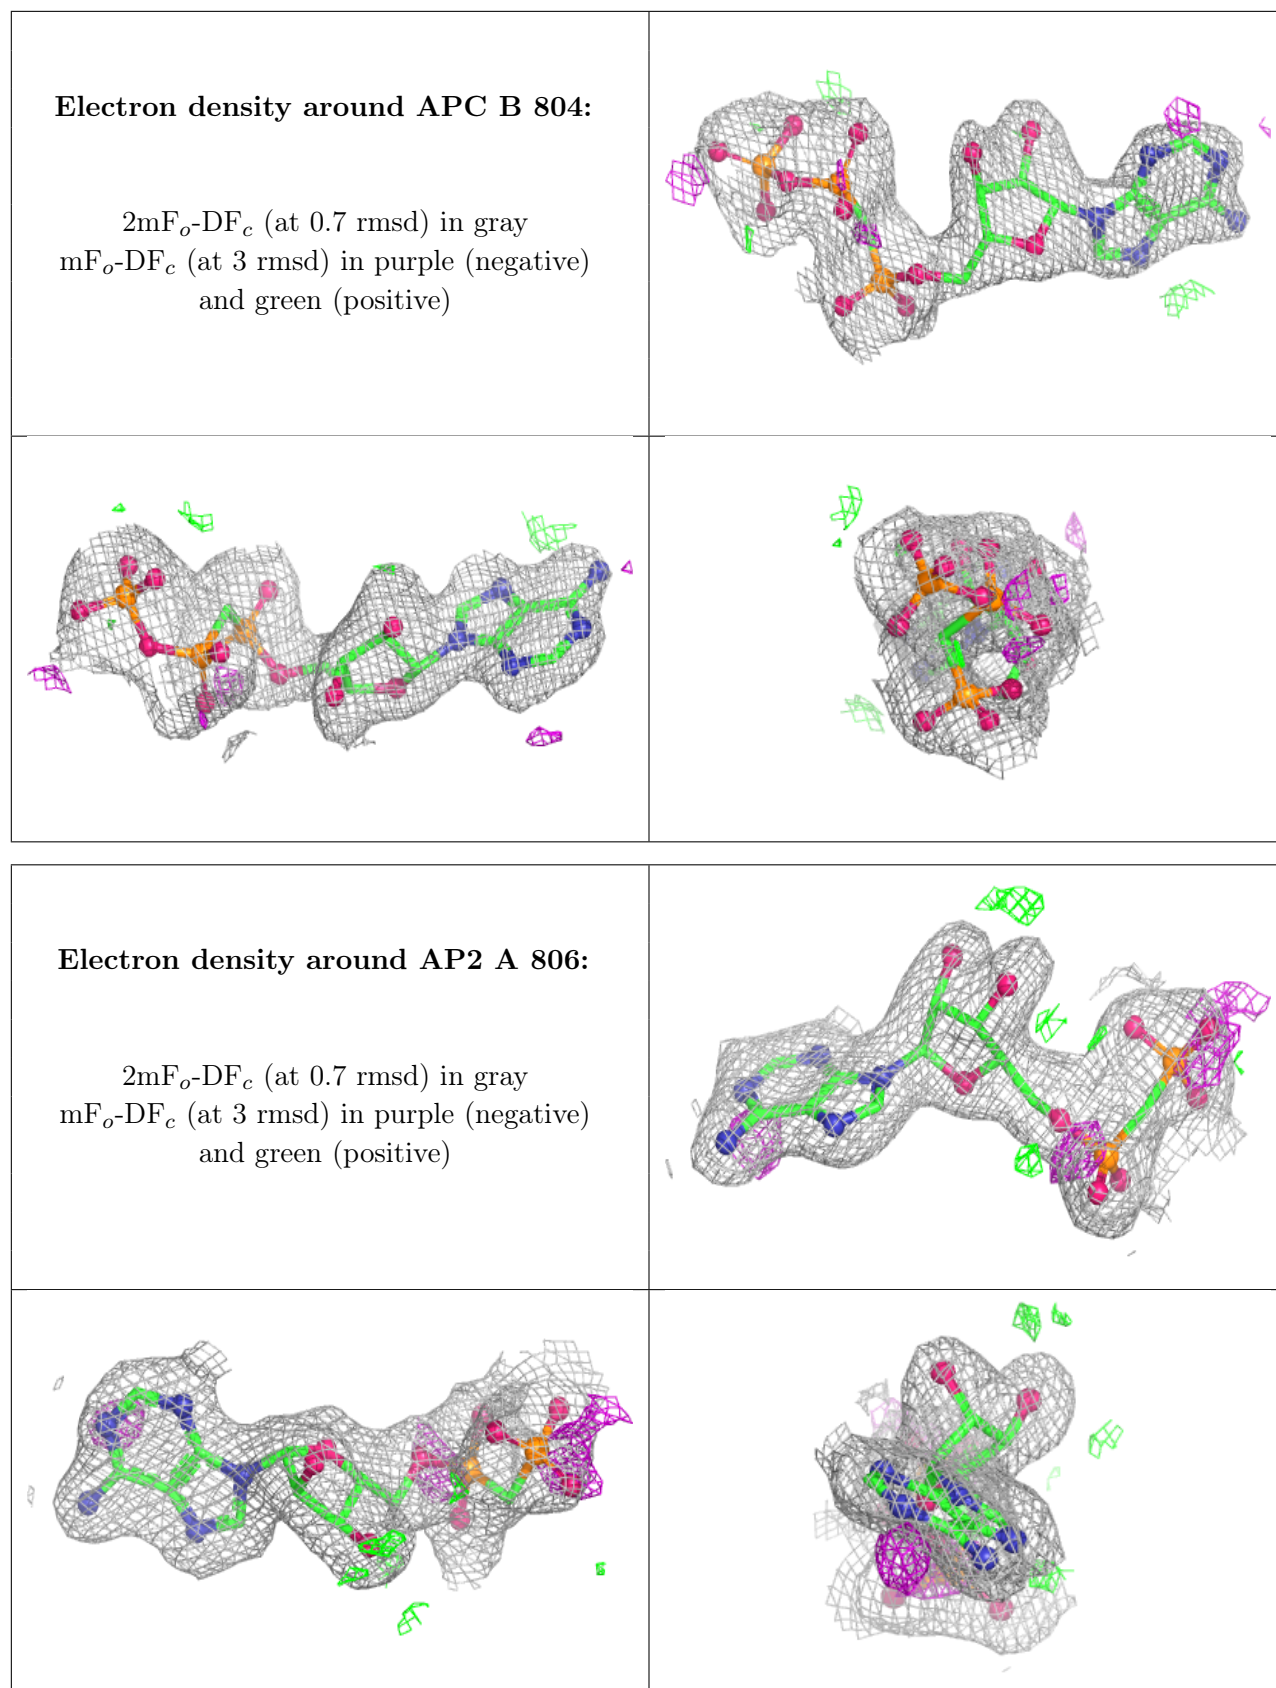 Electron density around APC B 804:
2mFₒ-DF𝒸 (at 0.7 rmsd) in gray
mFₒ-DF𝒸 (at 3 rmsd) in purple (negative)
and green (positive)
Electron density around AP2 A 806:
2mFₒ-DF𝒸 (at 0.7 rmsd) in gray
mFₒ-DF𝒸 (at 3 rmsd) in purple (negative)
and green (positive)